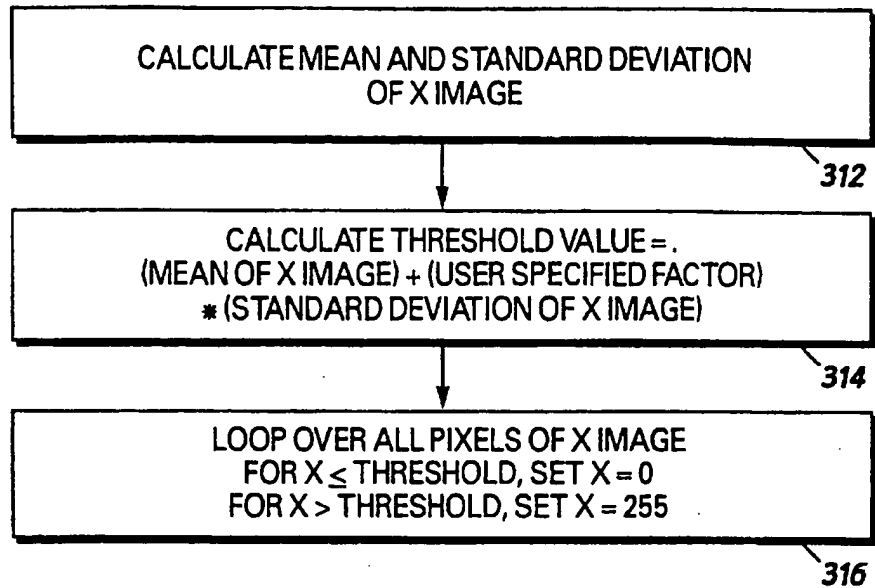 CALCULATE MEAN AND STANDARD DEVIATION
OF X IMAGE
312
CALCULATE THRESHOLD VALUE = .
(MEAN OF X IMAGE) + (USER SPECIFIED FACTOR)
* (STANDARD DEVIATION OF X IMAGE)
314
LOOP OVER ALL PIXELS OF X IMAGE
FOR X ≤ THRESHOLD, SET X = 0
FOR X > THRESHOLD, SET X = 255
316